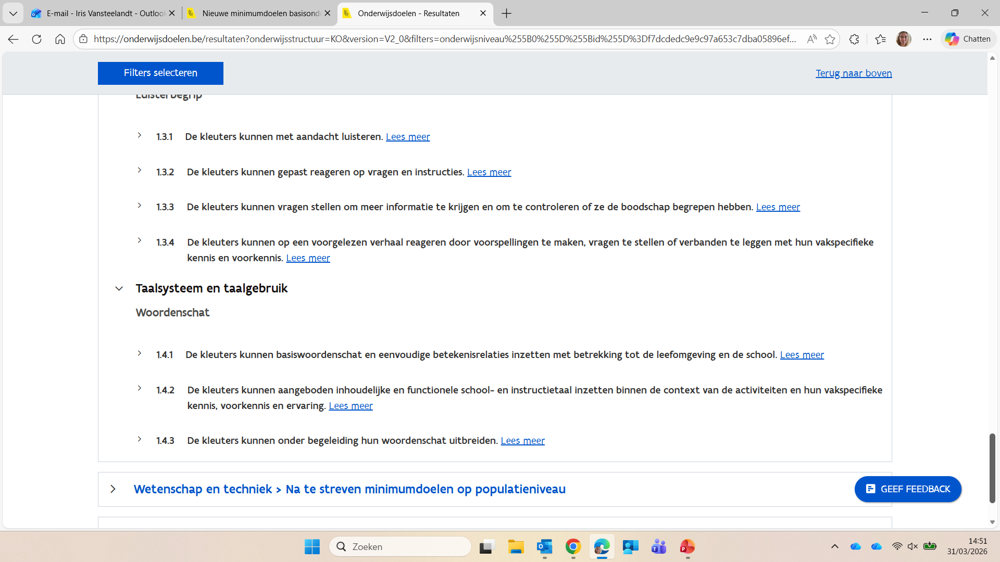 E-mail - Iris Vansteelandt - Outlook
Nieuwe minimumdoelen basisonde
Onderwijsdoelen - Resultaten
https://onderwijsdoelen.be/resultaten?onderwijsstructuur=KO&version=V2_0&filters=onderwijsniveau%255B0%255D%255Bid%255D%3Df7dcdedc9e9c97a653c7dba05896ef...
Chatten
Filters selecteren
Terug naar boven
Luisterbegrip
1.3.1 De kleuters kunnen met aandacht luisteren. Lees meer
1.3.2 De kleuters kunnen gepast reageren op vragen en instructies. Lees meer
1.3.3 De kleuters kunnen vragen stellen om meer informatie te krijgen en om te controleren of ze de boodschap begrepen hebben. Lees meer
1.3.4 De kleuters kunnen op een voorgelezen verhaal reageren door voorspellingen te maken, vragen te stellen of verbanden te leggen met hun vakspecifieke
kennis en voorkennis. Lees meer
Taalsysteem en taalgebruik
Woordenschat
1.4.1 De kleuters kunnen basiswoordenschat en eenvoudige betekenisrelaties inzetten met betrekking tot de leefomgeving en de school. Lees meer
1.4.2 De kleuters kunnen aangeboden inhoudelijke en functionele school- en instructietaal inzetten binnen de context van de activiteiten en hun vakspecifieke
kennis, voorkennis en ervaring. Lees meer
1.4.3 De kleuters kunnen onder begeleiding hun woordenschat uitbreiden. Lees meer
Wetenschap en techniek > Na te streven minimumdoelen op populatieniveau
GEEF FEEDBACK
Zoeken
14:51
31/03/2026